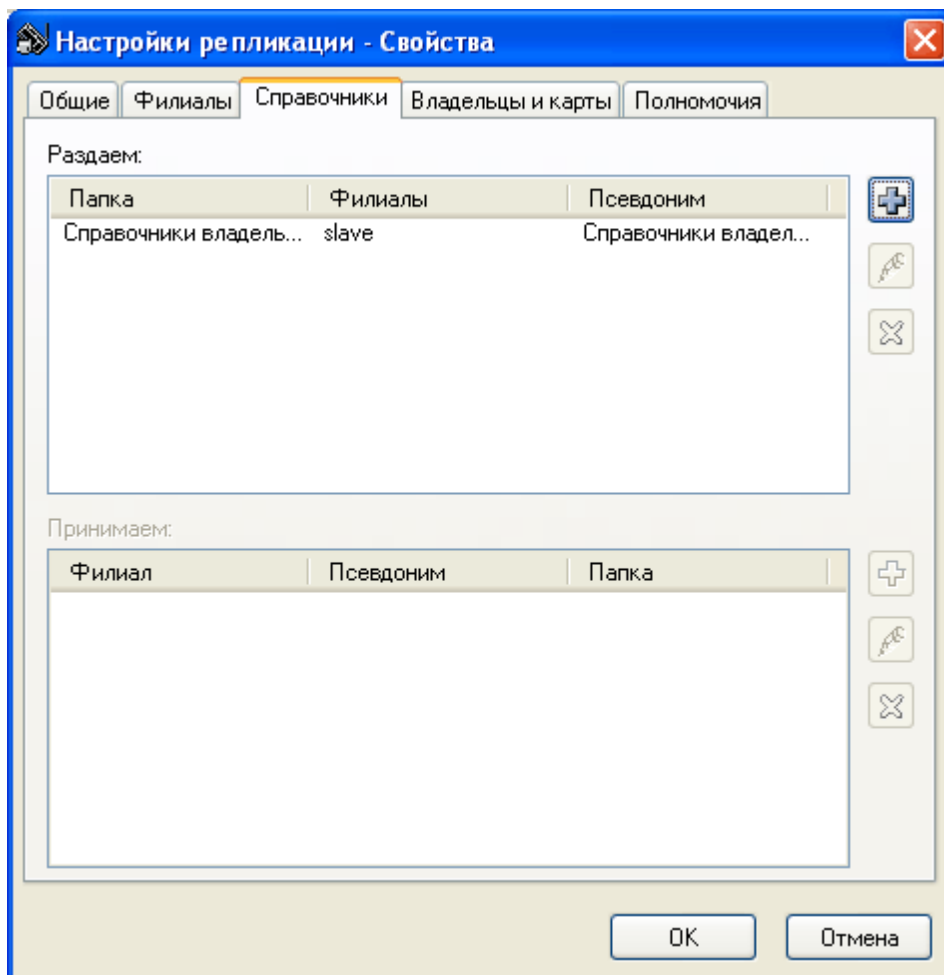 Настройки репликации - Свойства
Общие Филиалы Справочники Владельцы и карты Полномочия
Раздаем:
Папка Филиалы Псевдоним
Справочники владель... slave Справочники владел...
Принимаем:
Филиал Псевдоним Папка
OK Отмена